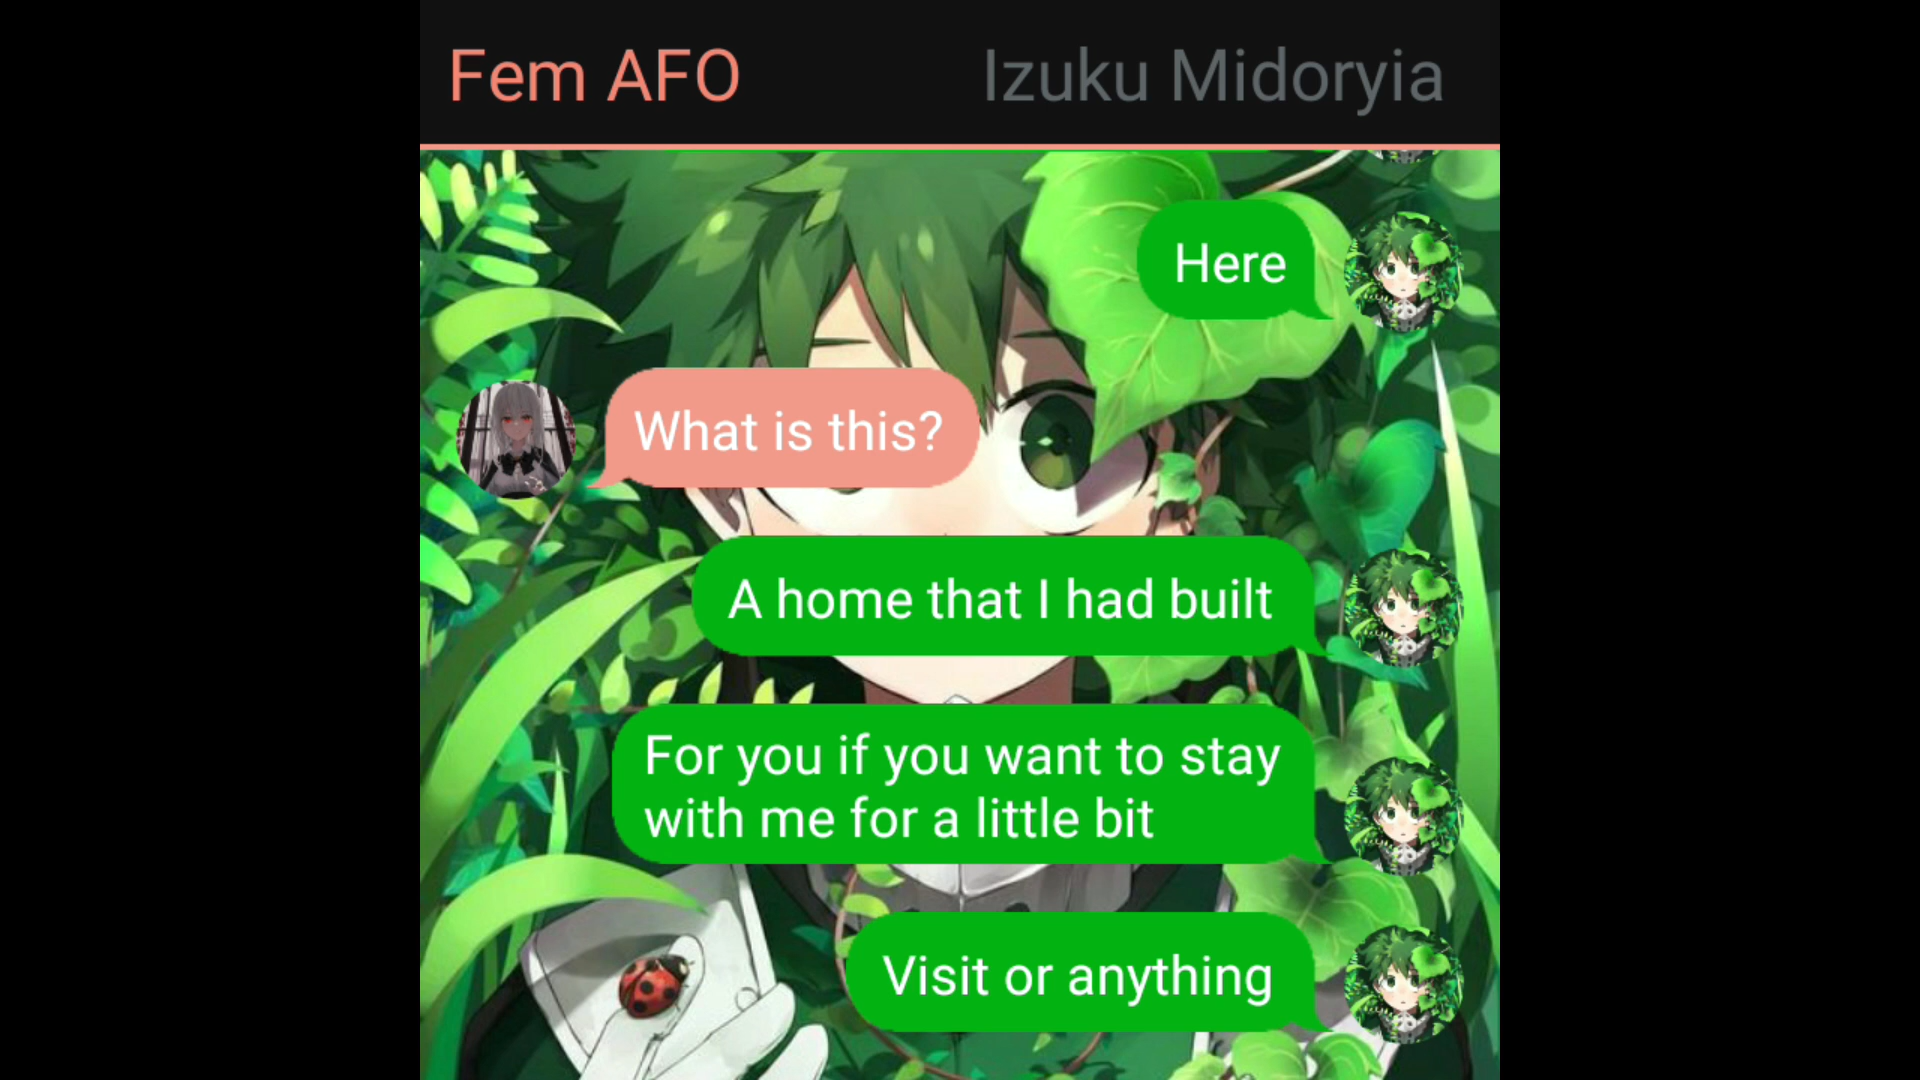 Fem AFO
Izuku Midoryia
Here
What is this?
A home that I had built
For you if you want to stay
with me for a little bit
Visit or anything